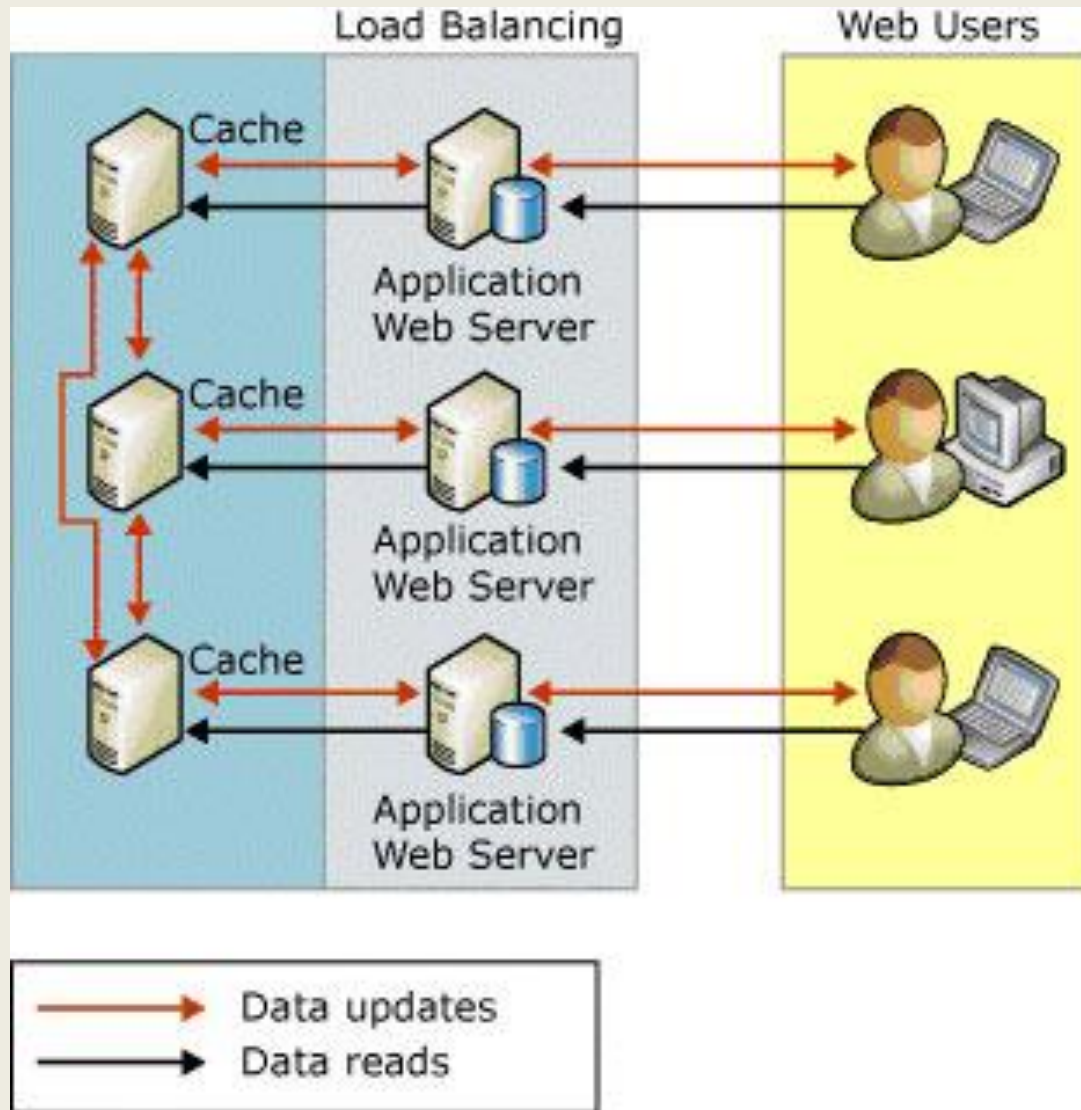 Load Balancing
Web Users
Cache
Application
Web Server
Cache
Application
Web Server
Cache
Application
Web Server
Data updates
Data reads